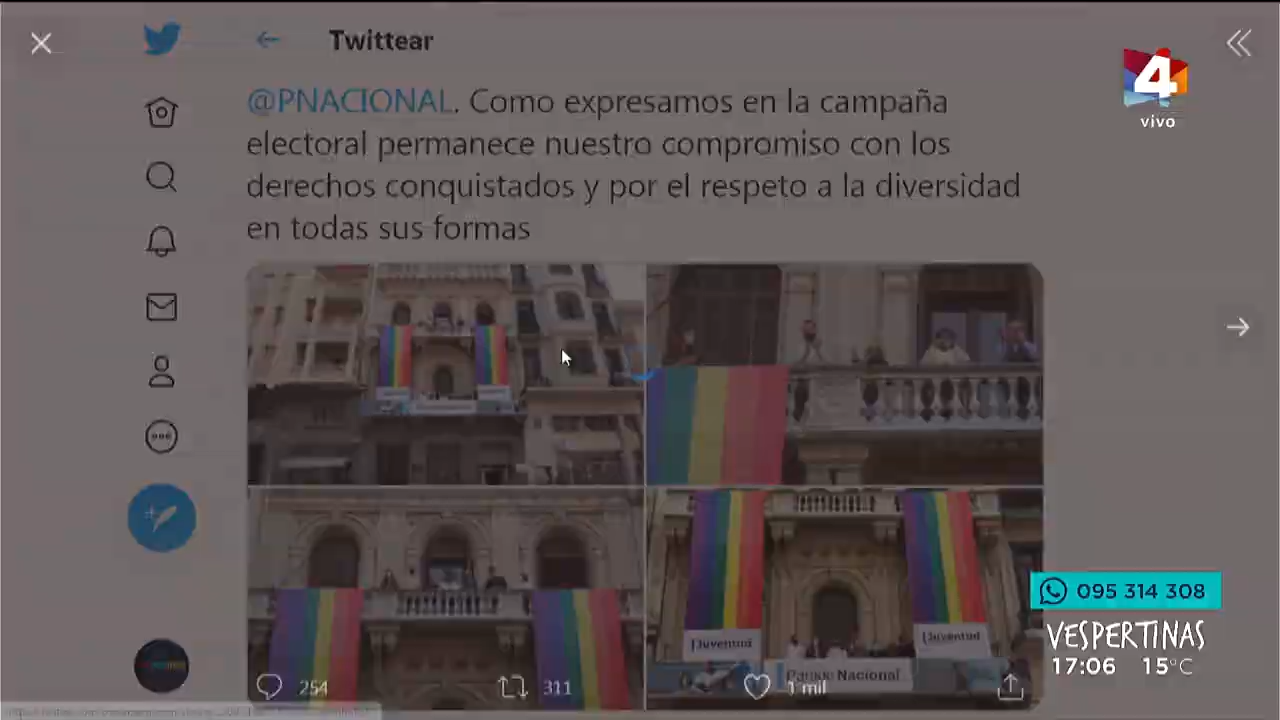 Twittear
4
vivo
@PNACIONAL. Como expresamos en la campaña
electoral permanece nuestro compromiso con los
derechos conquistados y por el respeto a la diversidad
en todas sus formas
095 314 308
VESPERTINAS
17:06 15°C
Juventud
Juventud
Partido Nacional
254
311
1 mil